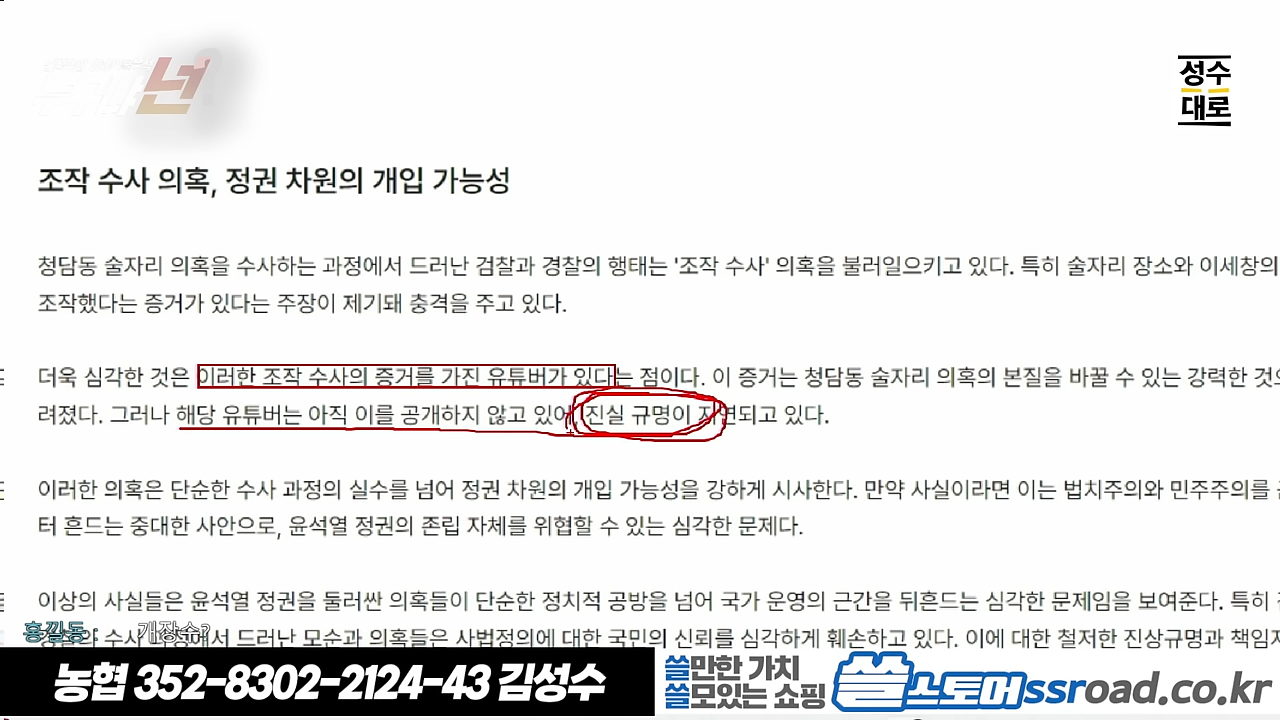 년
성수
대로
조작 수사 의혹, 정권 차원의 개입 가능성
청담동 술자리 의혹을 수사하는 과정에서 드러난 검찰과 경찰의 행태는 '조작 수사' 의혹을 불러일으키고 있다. 특히 술자리 장소와 이세창의
조작했다는 증거가 있다는 주장이 제기돼 충격을 주고 있다.
더욱 심각한 것은 이러한 조작 수사의 증거를 가진 유튜버가 있다는 점이다. 이 증거는 청담동 술자리 의혹의 본질을 바꿀 수 있는 강력한
려졌다. 그러나 해당 유튜버는 아직 이를 공개하지 않고 있어 진실 규명이 지연되고 있다.
이러한 의혹은 단순한 수사 과정의 실수를 넘어 정권 차원의 개입 가능성을 강하게 시사한다. 만약 사실이라면 이는 법치주의와 민주주의를
터 흔드는 중대한 사안으로, 윤석열 정권의 존립 자체를 위협할 수 있는 심각한 문제다.
이상의 사실들은 윤석열 정권을 둘러싼 의혹들이 단순한 정치적 공방을 넘어 국가 운영의 근간을 뒤흔드는 심각한 문제임을 보여준다. 특히
홍길동 개장수?
수사 과정에서 드러난 모순과 의혹들은 사법정의에 대한 국민의 신뢰를 심각하게 훼손하고 있다. 이에 대한 철저한 진상규명과
농협 352-8302-2124-43 김성수
쓸만한 가치
쓸모있는 쇼핑
쓸스토어ssroad.co.kr